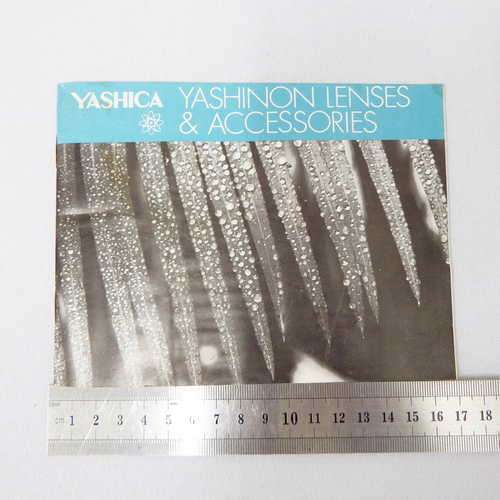 YASHICA
YASHINON LENSES
& ACCESSORIES
cm 1 2 3 4 5 6 7 8 9 10 11 12 13 14 15 16 17 18